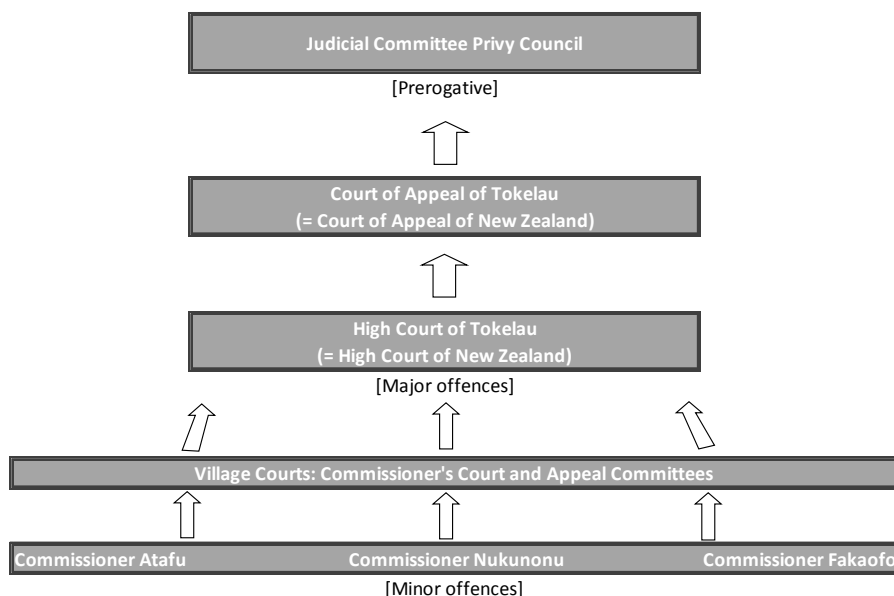 Judicial Committee Privy Council
[Prerogative]
Court of Appeal of Tokelau
(= Court of Appeal of New Zealand)
High Court of Tokelau
(= High Court of New Zealand)
[Major offences]
Village Courts: Commissioner's Court and Appeal Committees
Commissioner Atafu Commissioner Nukunonu Commissioner Fakaofo
[Minor offences]